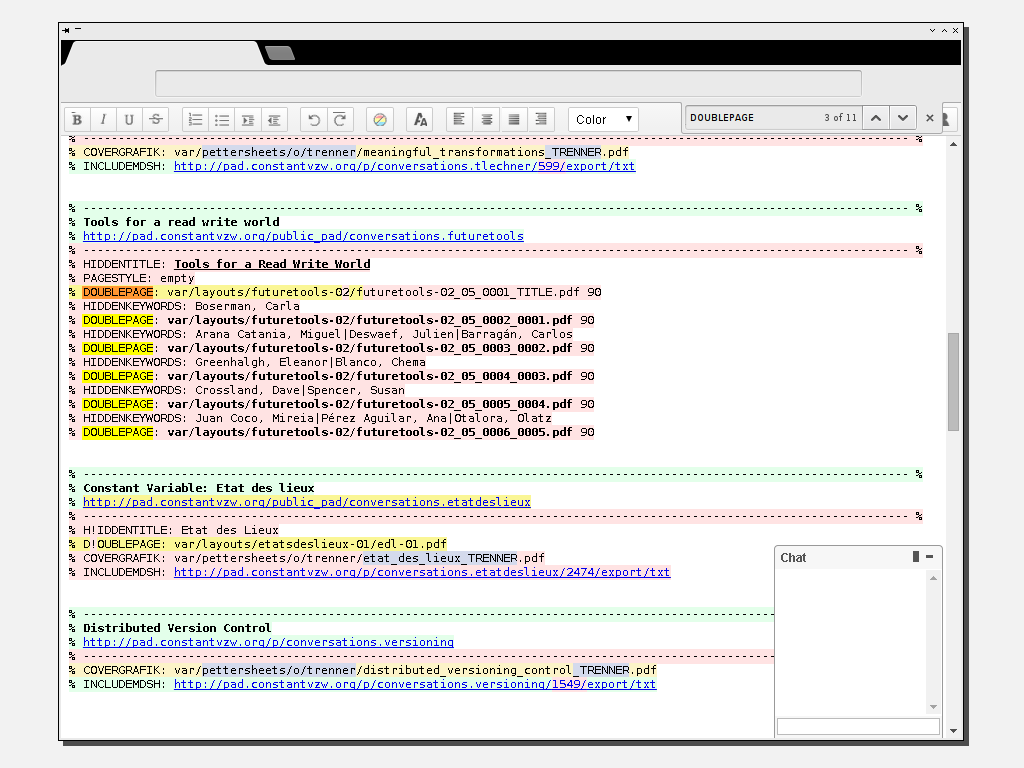 B I U S Color ▼ DOUBLEPAGE 3 of 11
% ---------------------------------------------------------------------------------------------------------------------- %
% COVERGRAFIK: var/pettersheets/o/trenner/meaningful_transformations_TRENNER.pdf
% INCLUDEMDSH: http://pad.constantvzw.org/p/conversations.tlechner/599/export/txt
% ---------------------------------------------------------------------------------------------------------------------- %
% Tools for a read write world
% http://pad.constantvzw.org/public_pad/conversations.futuretools
% ---------------------------------------------------------------------------------------------------------------------- %
% HIDDENTITLE: Tools for a Read Write World
% PAGESTYLE: empty
% DOUBLEPAGE: var/layouts/futuretools-02/futuretools-02_05_0001_TITLE.pdf 90
% HIDDENKEYWORDS: Boserman, Carla
% DOUBLEPAGE: var/layouts/futuretools-02/futuretools-02_05_0002_0001.pdf 90
% HIDDENKEYWORDS: Arana Catania, Miguel|Deswaef, Julien|Barragán, Carlos
% DOUBLEPAGE: var/layouts/futuretools-02/futuretools-02_05_0003_0002.pdf 90
% HIDDENKEYWORDS: Greenhalgh, Eleanor|Blanco, Chema
% DOUBLEPAGE: var/layouts/futuretools-02/futuretools-02_05_0004_0003.pdf 90
% HIDDENKEYWORDS: Crossland, Dave|Spencer, Susan
% DOUBLEPAGE: var/layouts/futuretools-02/futuretools-02_05_0005_0004.pdf 90
% HIDDENKEYWORDS: Juan Coco, Mireia|Pérez Aguilar, Ana|Otalora, Olatz
% DOUBLEPAGE: var/layouts/futuretools-02/futuretools-02_05_0006_0005.pdf 90
% ---------------------------------------------------------------------------------------------------------------------- %
% Constant Variable: Etat des lieux
% http://pad.constantvzw.org/public_pad/conversations.etatdeslieux
% ---------------------------------------------------------------------------------------------------------------------- %
% H!IDDENTITLE: Etat des Lieux
% D!OUBLEPAGE: var/layouts/etatsdeslieux-01/edl-01.pdf
% COVERGRAFIK: var/pettersheets/o/trenner/etat_des_lieux_TRENNER.pdf
% INCLUDEMDSH: http://pad.constantvzw.org/p/conversations.etatdeslieux/2474/export/txt
% ---------------------------------------------------------------------------------------------------
% Distributed Version Control
% http://pad.constantvzw.org/p/conversations.versioning
% ---------------------------------------------------------------------------------------------------
% COVERGRAFIK: var/pettersheets/o/trenner/distributed_versioning_control_TRENNER.pdf
% INCLUDEMDSH: http://pad.constantvzw.org/p/conversations.versioning/1549/export/txt
Chat